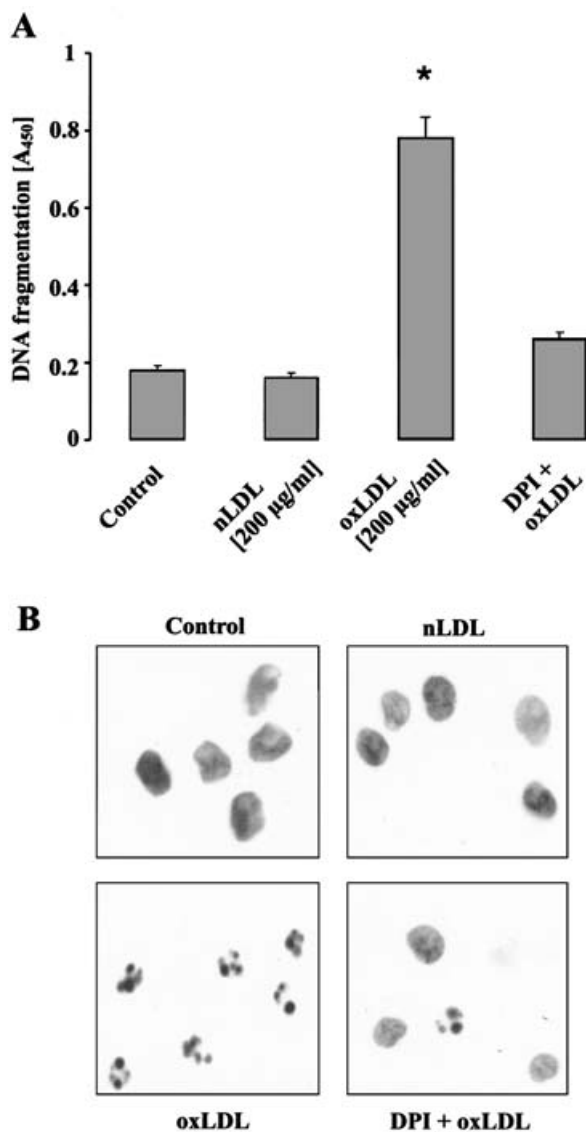 A
DNA fragmentation [A450]
1
0.8
0.6
0.4
0.2
0
*
Control
nLDL
[200 µg/ml]
oxLDL
[200 µg/ml]
DPI +
oxLDL
B
Control
nLDL
oxLDL
DPI + oxLDL